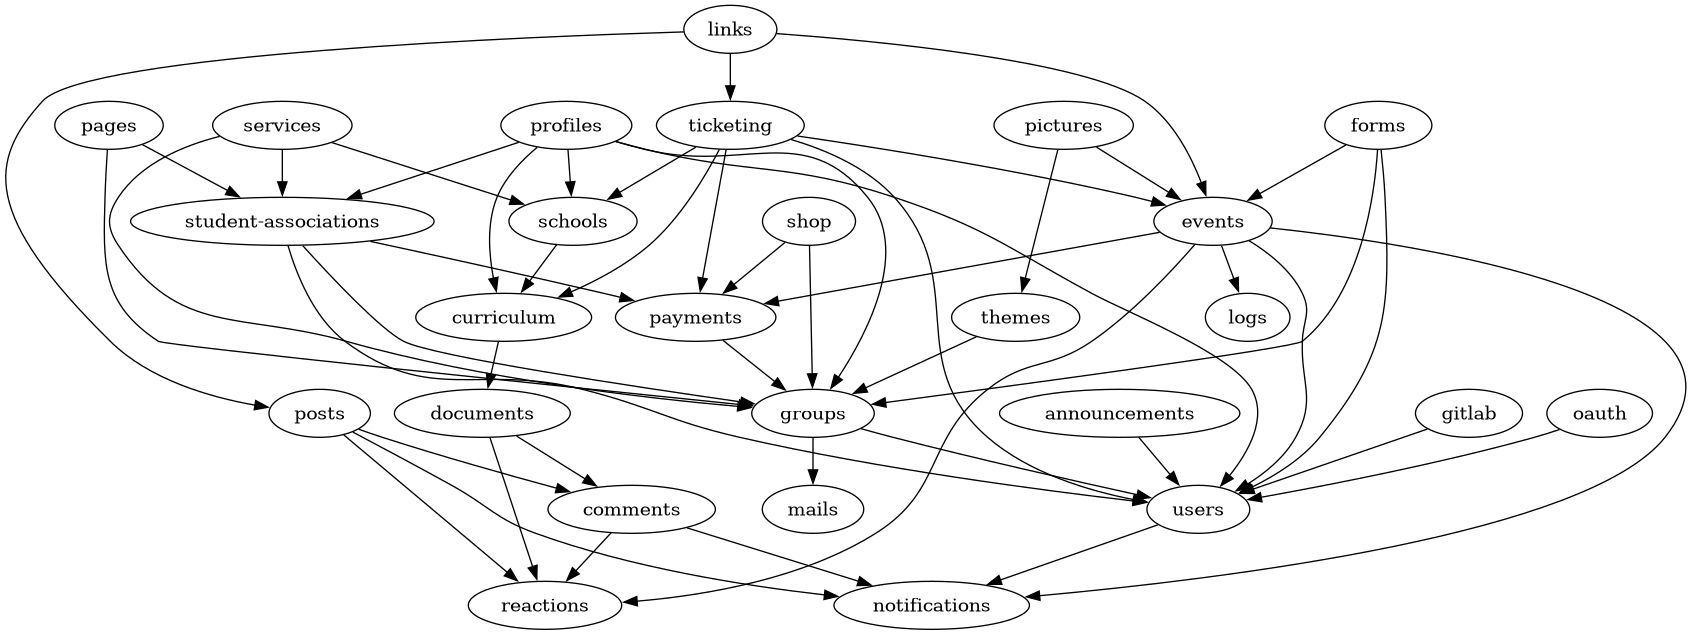 links
pages
services
profiles
ticketing
pictures
forms
student-associations
schools
shop
events
curriculum
payments
themes
logs
posts
documents
groups
announcements
gitlab
oauth
comments
mails
users
reactions
notifications